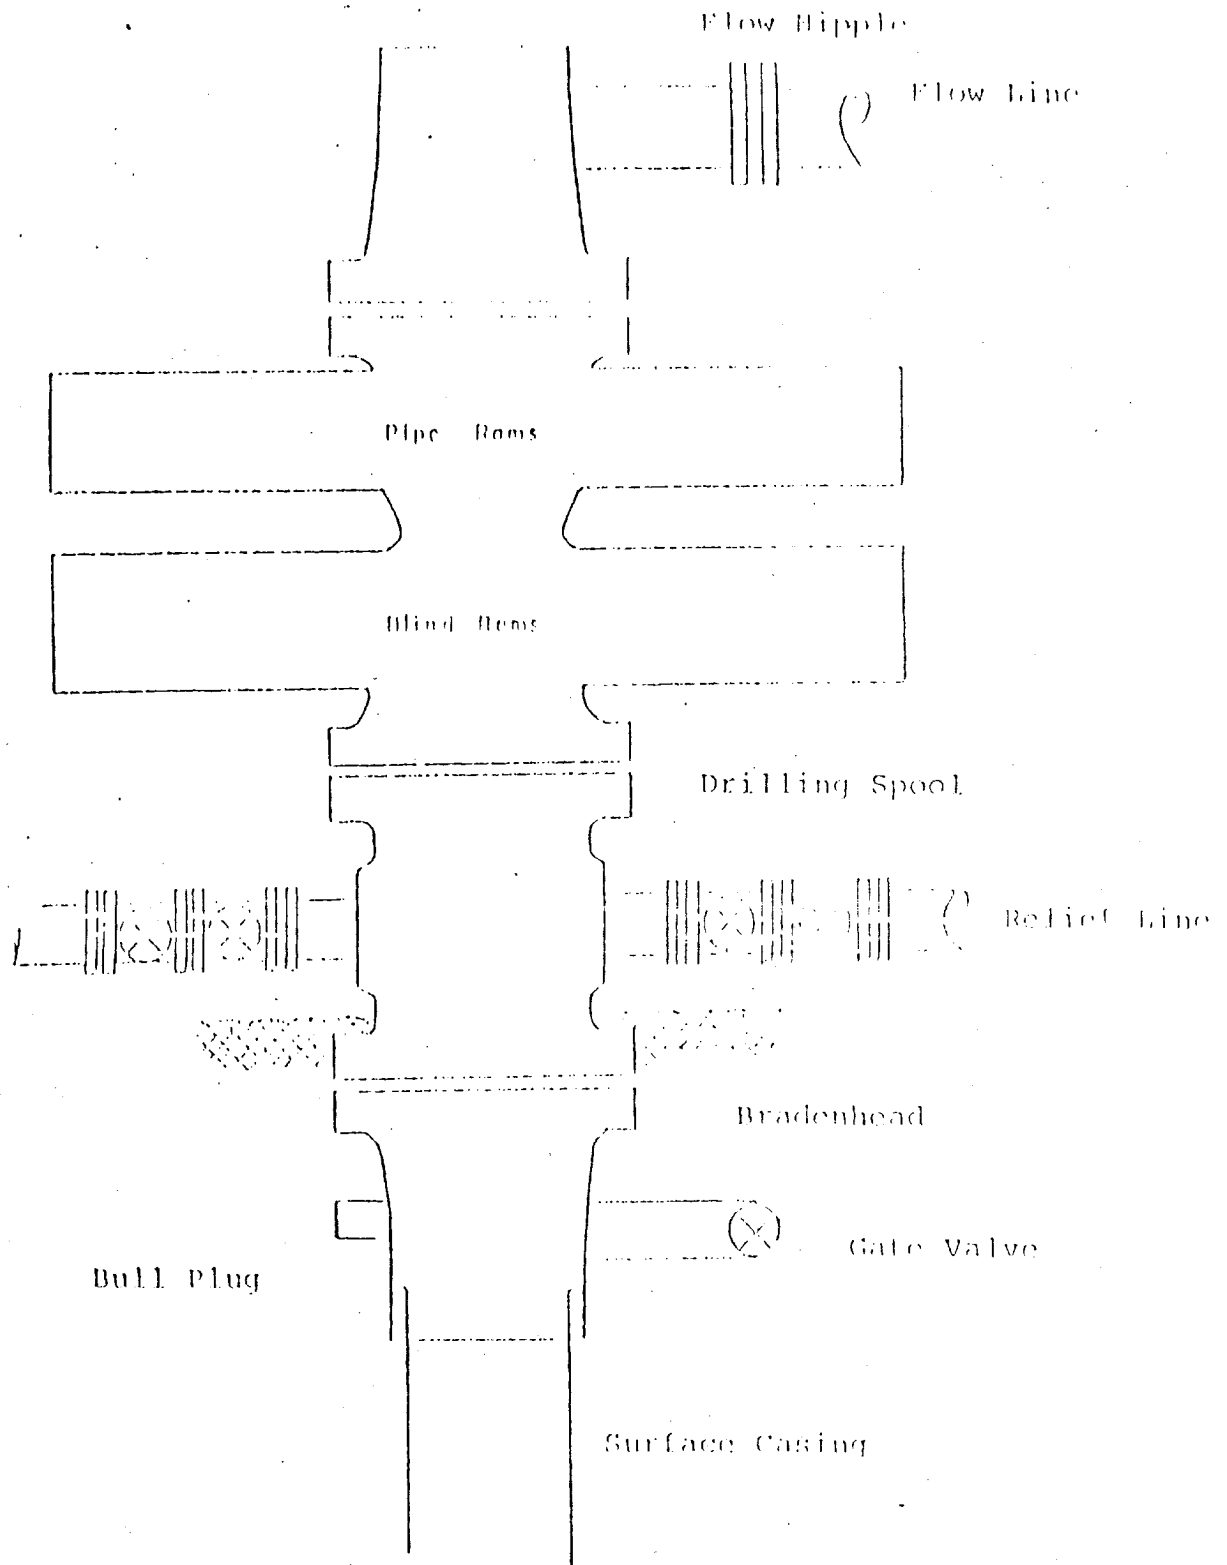 Flow Nipple
Flow Line
Pipe Rams
Blind Rams
Drilling Spool
Relief Line
Bradenhead
Gate Valve
Bull Plug
Surface Casing